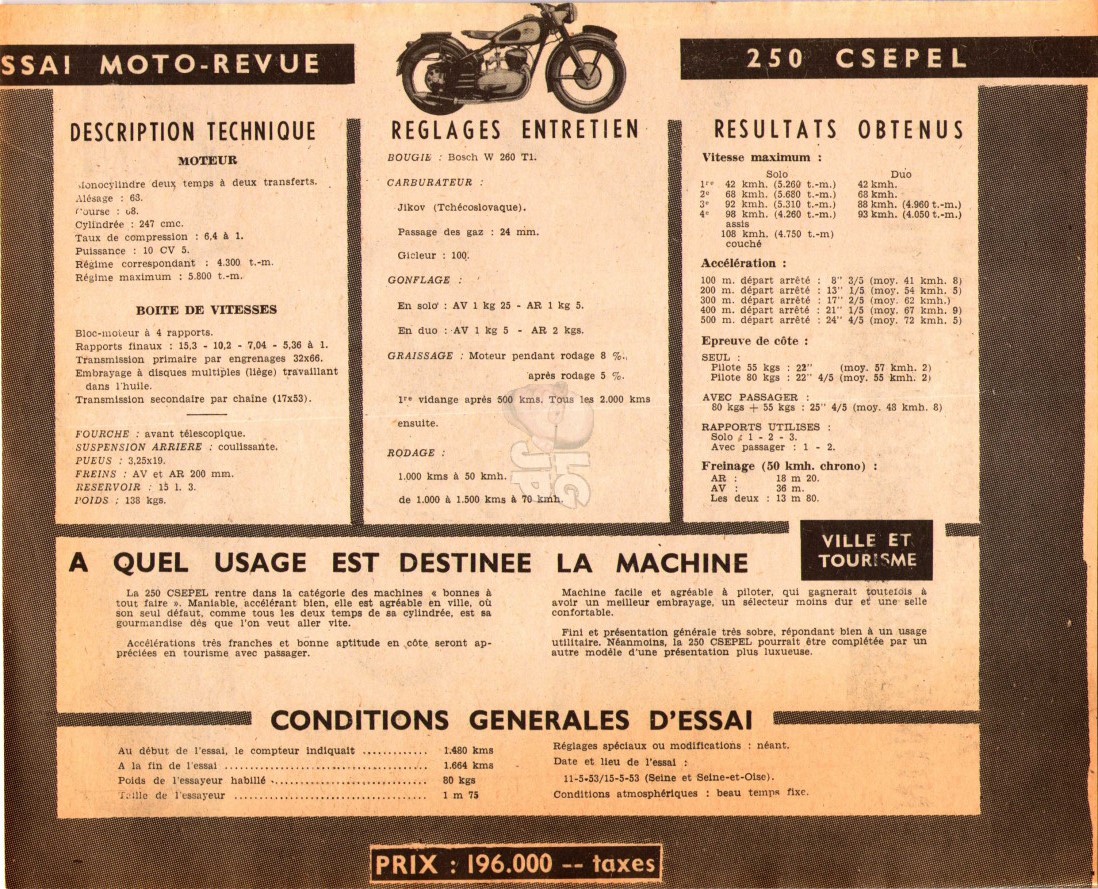 SSAI MOTO-REVUE
250 CSEPEL
DESCRIPTION TECHNIQUE
MOTEUR
Monocylindre deux temps à deux transferts.
Alésage : 68.
Course : 68.
Cylindrée : 247 cmc.
Taux de compression : 6,4 à 1.
Puissance : 10 CV 5.
Régime correspondant : 4.300 t.-m.
Régime maximum : 5.800 t.-m.
BOITE DE VITESSES
Bloc-moteur à 4 rapports.
Rapports finaux : 15,3 - 10,2 - 7,04 - 5,36 à 1.
Transmission primaire par engrenages 32x66.
Embrayage à disques multiples (liège) travaillant
dans l'huile.
Transmission secondaire par chaine (17x53).
FOURCHE : avant télescopique.
SUSPENSION ARRIERE : coulissante.
PUEUS : 3,25x19.
FREINS : AV et AR 200 mm.
RESERVOIR : 15 l. 3.
POIDS : 138 kgs.
REGLAGES ENTRETIEN
BOUGIE : Bosch W 260 T1.
CARBURATEUR :
Jikov (Tchécoslovaque).
Passage des gaz : 24 mm.
Gicleur : 100.
GONFLAGE :
En solo : AV 1 kg 25 - AR 1 kg 5.
En duo : AV 1 kg 5 - AR 2 kgs.
GRAISSAGE : Moteur pendant rodage 8 %.
après rodage 5 %.
1re vidange aprés 500 kms. Tous les 2.000 kms
ensuite.
RODAGE :
1.000 kms à 50 kmh.
de 1.000 à 1.500 kms à 70 kmh.
RESULTATS OBTENUS
Vitesse maximum :
Solo Duo
1re 42 kmh. (5.260 t.-m.) 42 kmh.
2e 68 kmh. (5.680 t.-m.) 68 kmh.
3e 92 kmh. (5.310 t.-m.) 88 kmh. (4.960 t.-m.)
4e 98 kmh. (4.260 t.-m.) 93 kmh. (4.050 t.-m.)
assis
108 kmh. (4.750 t.-m)
couché
Accélération :
100 m. départ arrêté : 8" 3/5 (moy. 41 kmh. 8)
200 m. départ arrêté : 13" 1/5 (moy. 54 kmh. 5)
300 m. départ arrêté : 17" 2/5 (moy. 62 kmh.)
400 m. départ arrêté : 21" 1/5 (moy. 67 kmh. 9)
500 m. départ arrêté : 24" 4/5 (moy. 72 kmh. 5)
Epreuve de côte :
SEUL :
Pilote 55 kgs : 22" (moy. 57 kmh. 2)
Pilote 80 kgs : 22" 4/5 (moy. 55 kmh. 2)
AVEC PASSAGER :
80 kgs + 55 kgs : 25" 4/5 (moy. 48 kmh. 8)
RAPPORTS UTILISES :
Solo : 1 - 2 - 3.
Avec passager : 1 - 2.
Freinage (50 kmh. chrono) :
AR : 18 m 20.
AV : 36 m.
Les deux : 13 m 80.
A QUEL USAGE EST DESTINEE LA MACHINE
VILLE ET
TOURISME
La 250 CSEPEL rentre dans la catégorie des machines « bonnes à
tout faire ». Maniable, accélérant bien, elle est agréable en ville, où
son seul défaut, comme tous les deux temps de sa cylindrée, est sa
gourmandise dés que l'on veut aller vite.
Accélérations très franches et bonne aptitude en côte seront ap-
préciées en tourisme avec passager.
Machine facile et agréable à piloter, qui gagnerait toutefois à
avoir un meilleur embrayage, un sélecteur moins dur et une selle
confortable.
Fini et présentation générale très sobre, répondant bien à un usage
utilitaire. Néanmoins, la 250 CSEPEL pourrait être complétée par un
autre modèle d'une présentation plus luxueuse.
CONDITIONS GENERALES D'ESSAI
Au début de l'essai, le compteur indiquait ............ 1.480 kms
A la fin de l'essai ............ 1.664 kms
Poids de l'essayeur habillé ............ 80 kgs
Taille de l'essayeur ............ 1 m 75
Réglages spéciaux ou modifications : néant.
Date et lieu de l'essai :
11-5-53/15-5-53 (Seine et Seine-et-Oise).
Conditions atmosphériques : beau temps fixe.
PRIX : 196.000 -- taxes